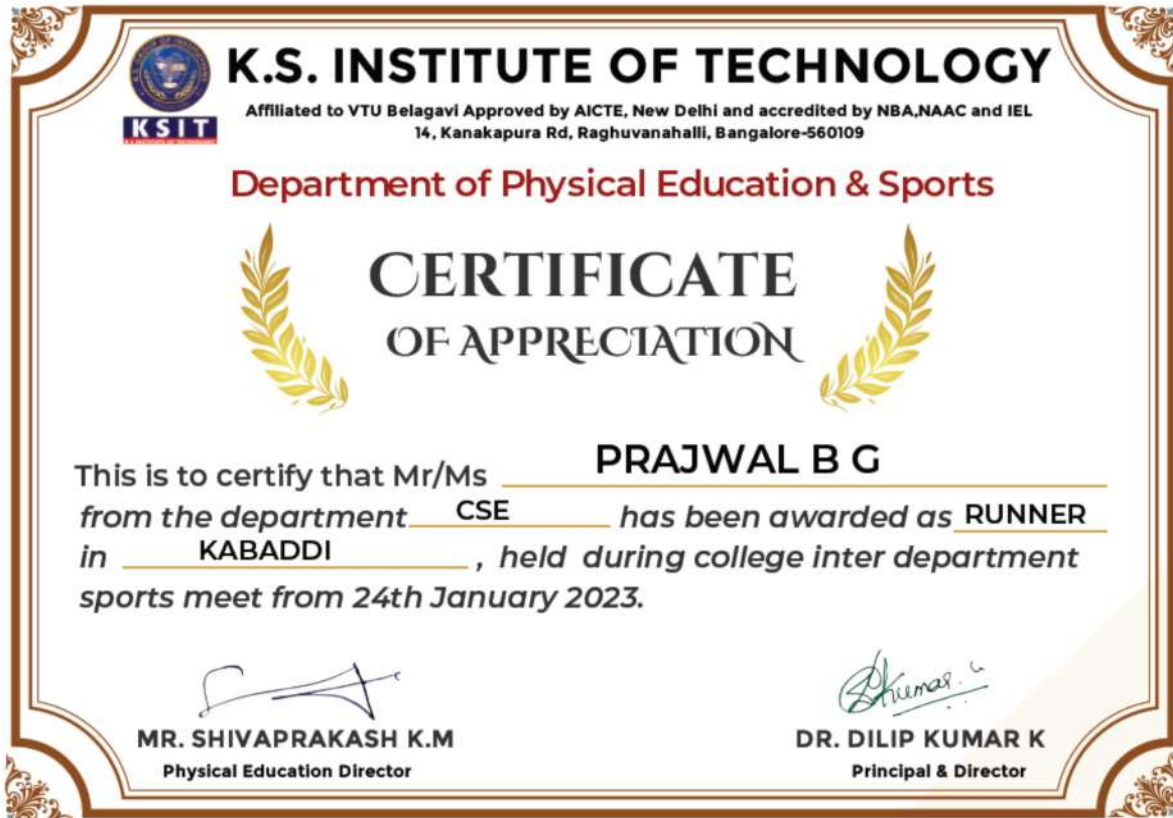 K.S. INSTITUTE OF TECHNOLOGY
Affiliated to VTU Belagavi Approved by AICTE, New Delhi and accredited by NBA,NAAC and IEL
14, Kanakapura Rd, Raghuvanahalli, Bangalore-560109
KSIT
Department of Physical Education & Sports
CERTIFICATE
OF APPRECIATION
This is to certify that Mr/Ms PRAJWAL B G
from the department CSE has been awarded as RUNNER
in KABADDI , held during college inter department
sports meet from 24th January 2023.
MR. SHIVAPRAKASH K.M
Physical Education Director
DR. DILIP KUMAR K
Principal & Director